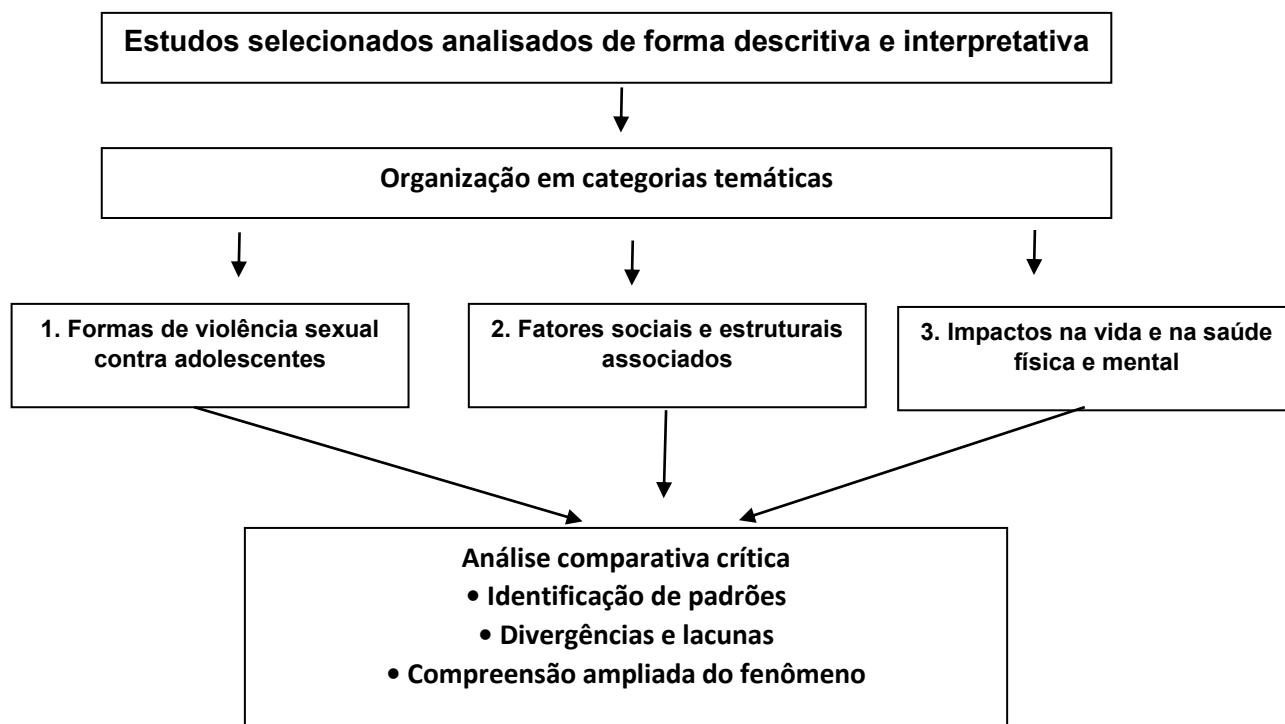 Estudos selecionados analisados de forma descritiva e interpretativa
Organização em categorias temáticas
1. Formas de violência sexual
contra adolescentes
2. Fatores sociais e estruturais
associados
3. Impactos na vida e na saúde
física e mental
Análise comparativa crítica
• Identificação de padrões
• Divergências e lacunas
• Compreensão ampliada do fenômeno